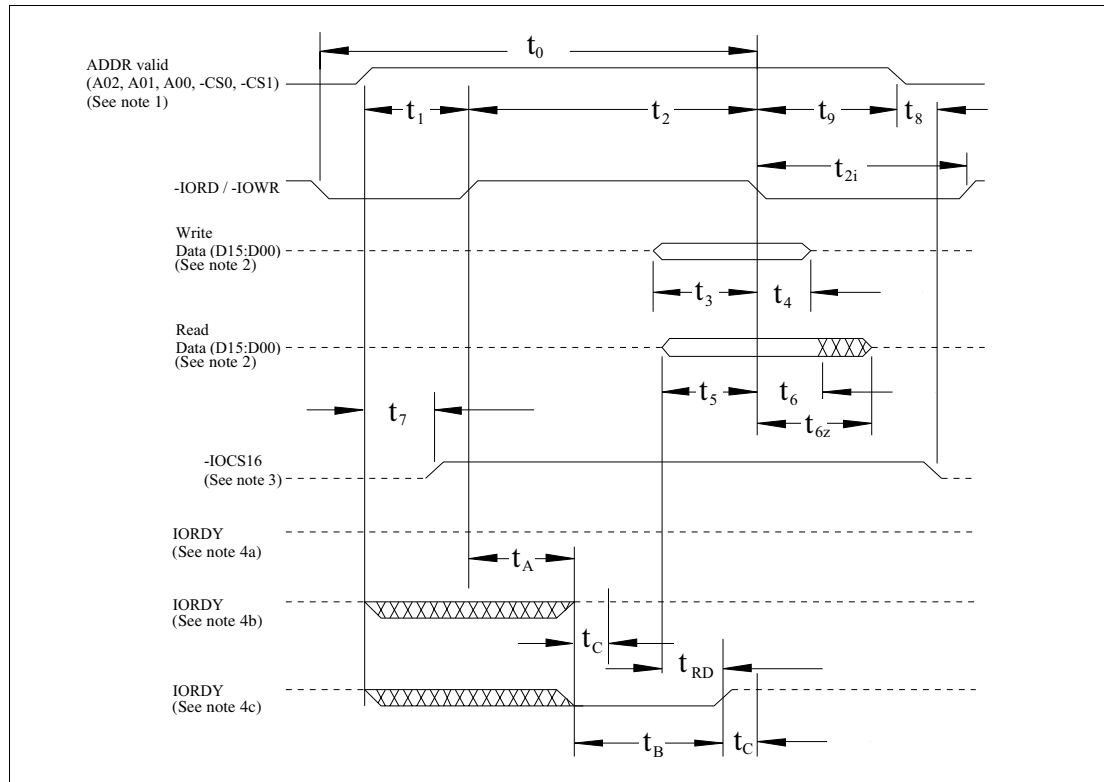 t0
ADDR valid
(A02, A01, A00, -CS0, -CS1)
(See note 1)
t1
t2
t9
t8
t2i
-IORD / -IOWR
Write
Data (D15:D00)
(See note 2)
t3
t4
Read
Data (D15:D00)
(See note 2)
t5
t6
t6z
t7
-IOCS16
(See note 3)
IORDY
(See note 4a)
tA
IORDY
(See note 4b)
tC
tRD
IORDY
(See note 4c)
tB
tC